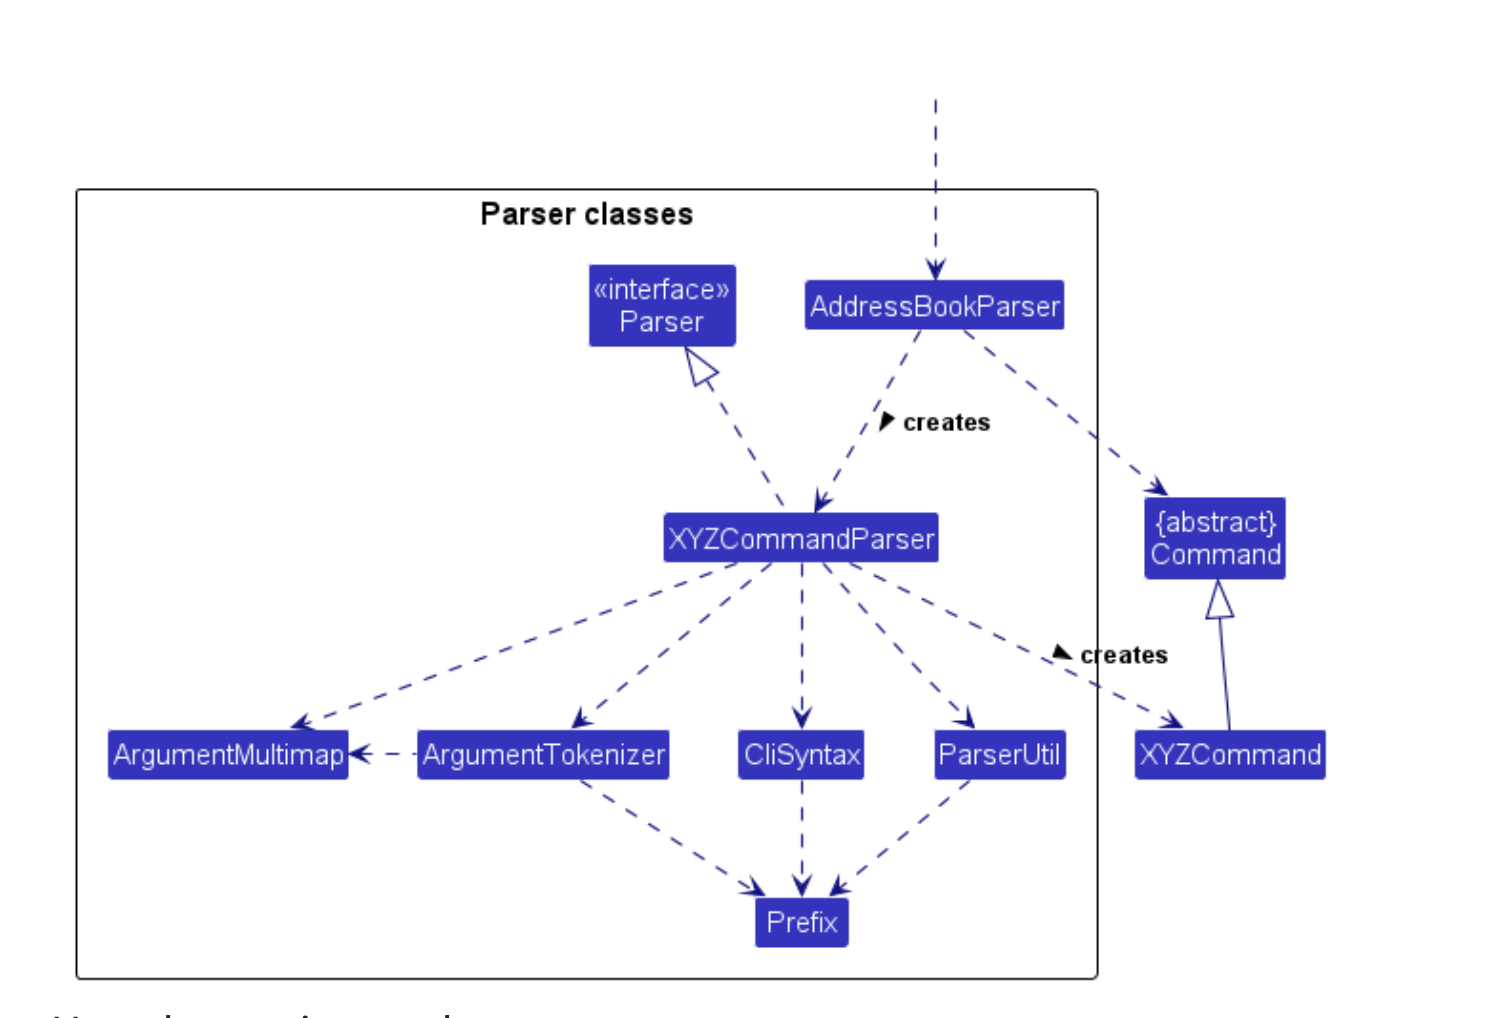 Parser classes
«interface»
Parser
AddressBookParser
creates
XYZCommandParser
{abstract}
Command
creates
ArgumentMultimap
ArgumentTokenizer
CliSyntax
ParserUtil
XYZCommand
Prefix